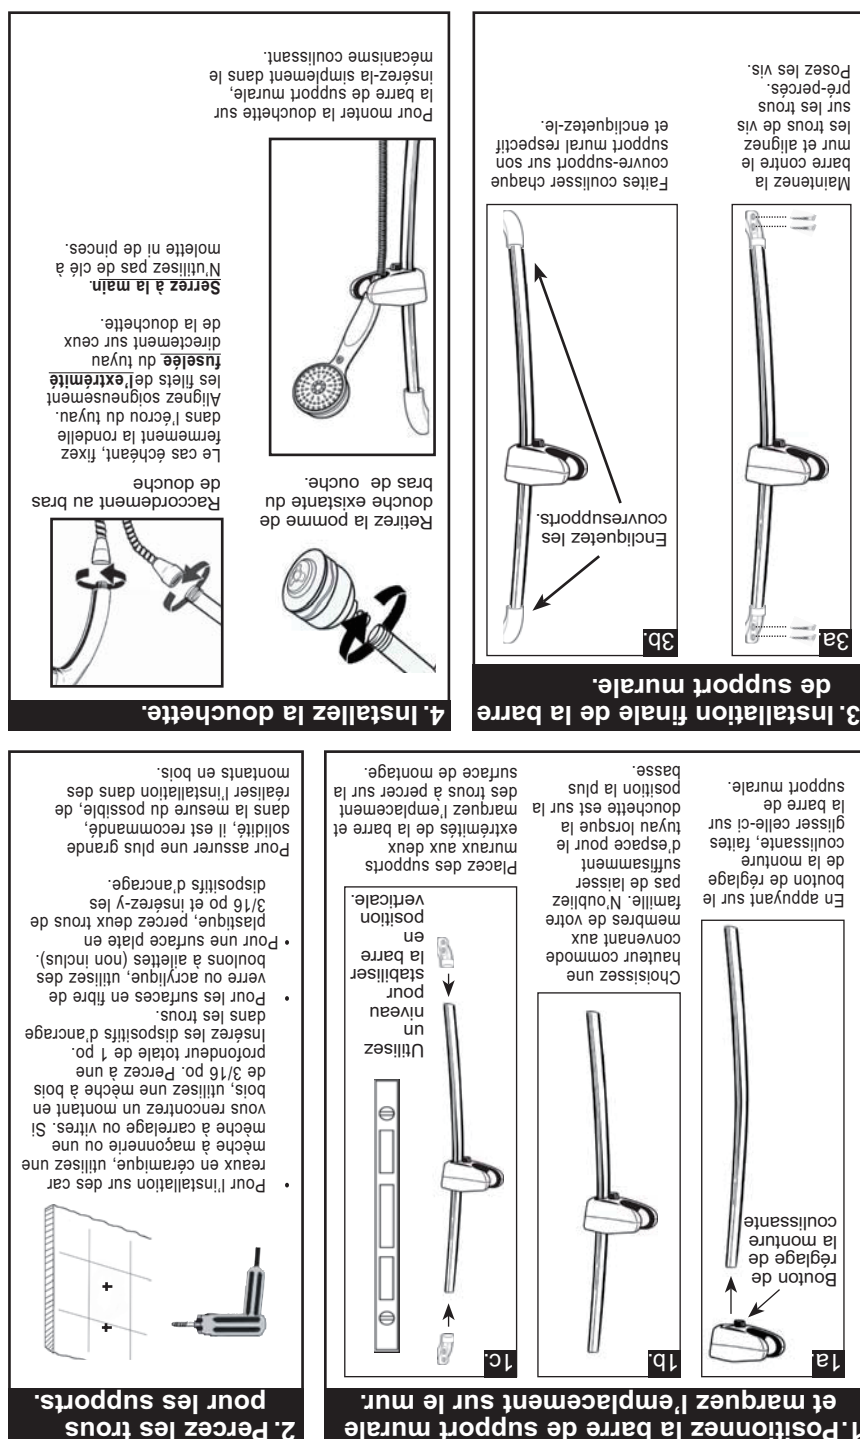 1. Positionnez la barre de support murale
et marquez l'emplacement sur le mur.
1a.
Bouton de
réglage de
la monture
coulissante
En appuyant sur le
bouton de réglage
de la monture
coulissante, faites
glisser celle-ci sur
la barre de
support murale.
1b.
Choisissez une
hauteur commode
convenant aux
membres de votre
famille. N'oubliez
pas de laisser
suffisamment
d'espace pour le
tuyau lorsque la
douchette est sur la
position la plus
basse.
1c.
Utilisez
un
niveau
pour
stabiliser
la barre
en
position
verticale.
Placez des supports
muraux aux deux
extrémités de la barre et
marquez l'emplacement
des trous à percer sur la
surface de montage.
2. Percez les trous
pour les supports.
• Pour l'installation sur des car
reaux en céramique, utilisez une
mèche à maçonnerie ou une
mèche à carrelage ou vitres. Si
vous rencontrez un montant en
bois, utilisez une mèche à bois
de 3/16 po. Percez à une
profondeur totale de 1 po.
Insérez les dispositifs d'ancrage
dans les trous.
• Pour les surfaces en fibre de
verre ou acrylique, utilisez des
boulons à ailettes (non inclus).
• Pour une surface plate en
plastique, percez deux trous de
3/16 po et insérez-y les
dispositifs d'ancrage.
Pour assurer une plus grande
solidité, il est recommandé,
dans la mesure du possible, de
réaliser l'installation dans des
montants en bois.
3. Installation finale de la barre
de support murale.
3a.
Maintenez la
barre contre le
mur et alignez
les trous de vis
sur les trous
pré-percés.
Posez les vis.
3b.
Encliquetez les
couvresupports.
Faites coulisser chaque
couvre-support sur son
support mural respectif
et encliquetez-le.
4. Installez la douchette.
Retirez la pomme de
douche existante du
bras de ouche.
Raccordement au bras
de douche
Le cas échéant, fixez
fermement la rondelle
dans l'écrou du tuyau.
Alignez soigneusement
les filets del'extrémité
fuselée du tuyau
directement sur ceux
de la douchette.
Serrez à la main.
N'utilisez pas de clé à
molette ni de pinces.
Pour monter la douchette sur
la barre de support murale,
insérez-la simplement dans le
mécanisme coulissant.